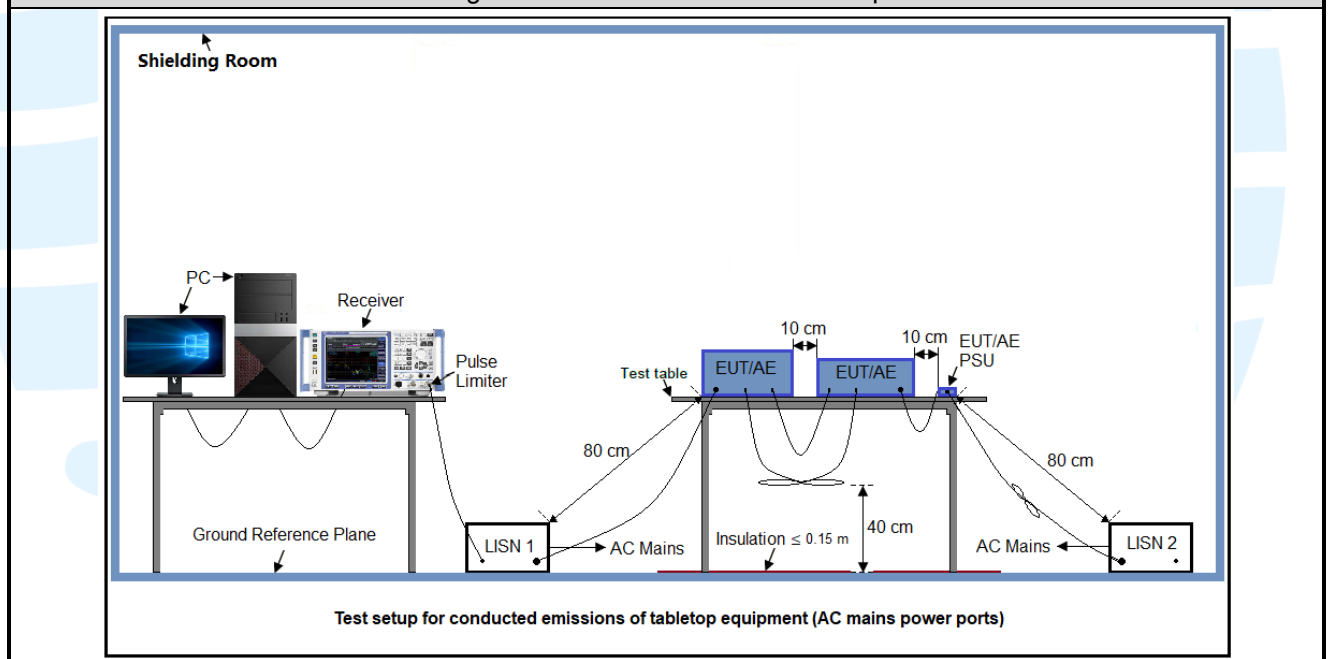 Shielding Room
PC
Receiver
Pulse
Limiter
10 cm
10 cm
EUT/AE
PSU
EUT/AE
EUT/AE
Test table
80 cm
80 cm
40 cm
Ground Reference Plane
LISN 1
AC Mains
Insulation ≤ 0.15 m
AC Mains
LISN 2
Test setup for conducted emissions of tabletop equipment (AC mains power ports)